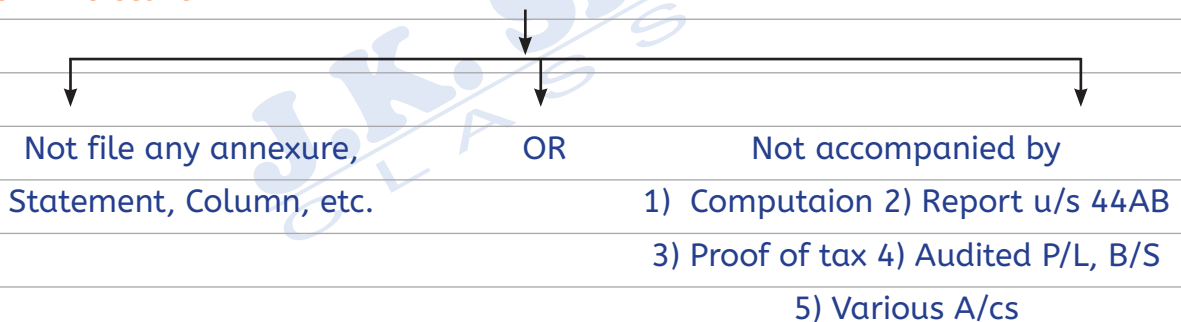 Not file any annexure, OR Not accompanied by
Statement, Column, etc. 1) Computaion 2) Report u/s 44AB
3) Proof of tax 4) Audited P/L, B/S
5) Various A/cs
J.K.